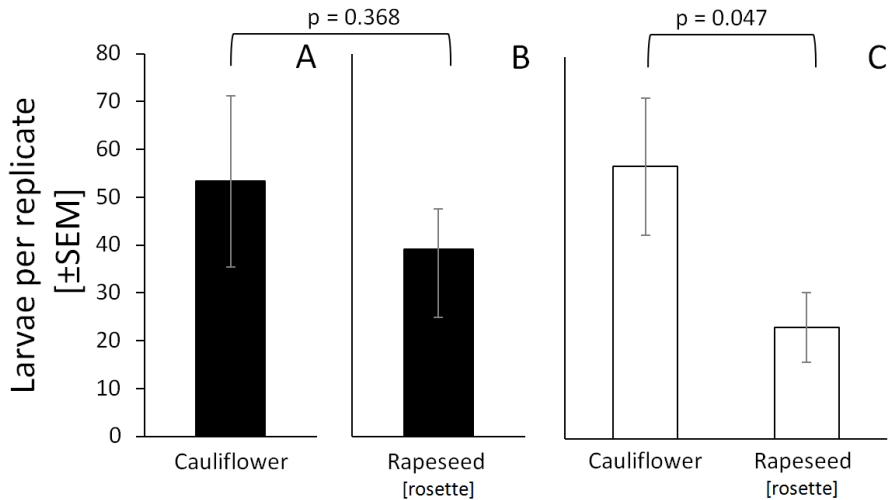 p = 0.368
p = 0.047
A
B
C
Larvae per replicate
[±SEM]
80
70
60
50
40
30
20
10
0
Cauliflower
Rapeseed
[rosette]
Cauliflower
Rapeseed
[rosette]